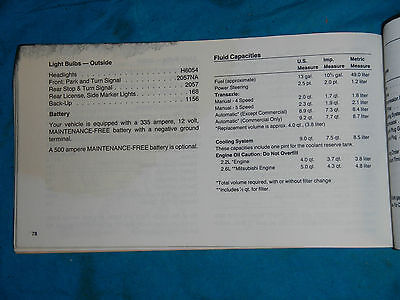 Light Bulbs — Outside
Headlights H6054
Front: Park and Turn Signal 2057NA
Rear Stop & Turn Signal 2057
Rear License, Side Marker Lights 168
Back-Up 1156
Battery
Your vehicle is equipped with a 335 ampere, 12 volt,
MAINTENANCE-FREE battery with a negative ground
terminal.
A 500 ampere MAINTENANCE-FREE battery is optional.
78
Fluid Capacities
U.S. Measure Imp. Measure Metric Measure
Fuel (approximate) 13 gal. 10¾ gal. 49.0 liter
Power Steering 2.5 pt. 2.0 pt. 1.2 liter
Transaxle:
Manual - 4 Speed 2.0 qt. 1.7 qt. 1.8 liter
Manual - 5 Speed 2.3 qt. 1.9 qt. 2.1 liter
Automatic* (Except Commercial) 8.9 qt. 7.4 qt. 8.4 liter
Automatic* (Commercial Only) 9.2 qt. 7.7 qt. 8.7 liter
*Replacement volume is approx. 4.0 qt., (3.8 liter)
Cooling System 9.0 qt. 7.5 qt. 8.5 liter
These capacities include one pint for the coolant reserve tank.
Engine Oil Caution: Do Not Overfill
2.2L *Engine 4.0 qt. 3.7 qt. 3.8 liter
2.6L **Mitsubishi Engine 5.0 qt. 4.3 qt. 4.8 liter
*Total volume required, with or without filter change
**Includes ½ qt. for filter.